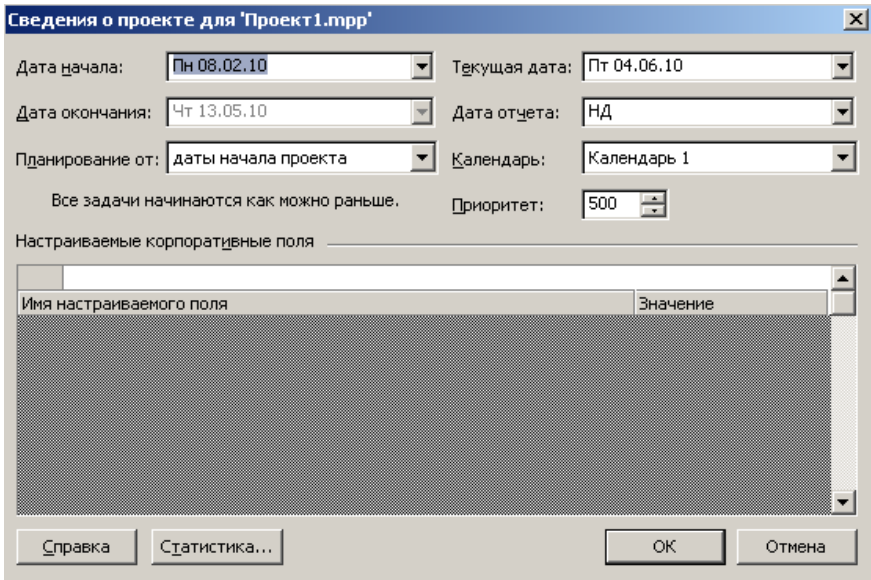 Сведения о проекте для 'Проект1.mpp'
Дата начала: Пн 08.02.10 Текущая дата: Пт 04.06.10
Дата окончания: Чт 13.05.10 Дата отчета: НД
Планирование от: даты начала проекта Календарь: Календарь 1
Все задачи начинаются как можно раньше. Приоритет: 500
Настраиваемые корпоративные поля
Имя настраиваемого поля Значение
Справка Статистика... ОК Отмена